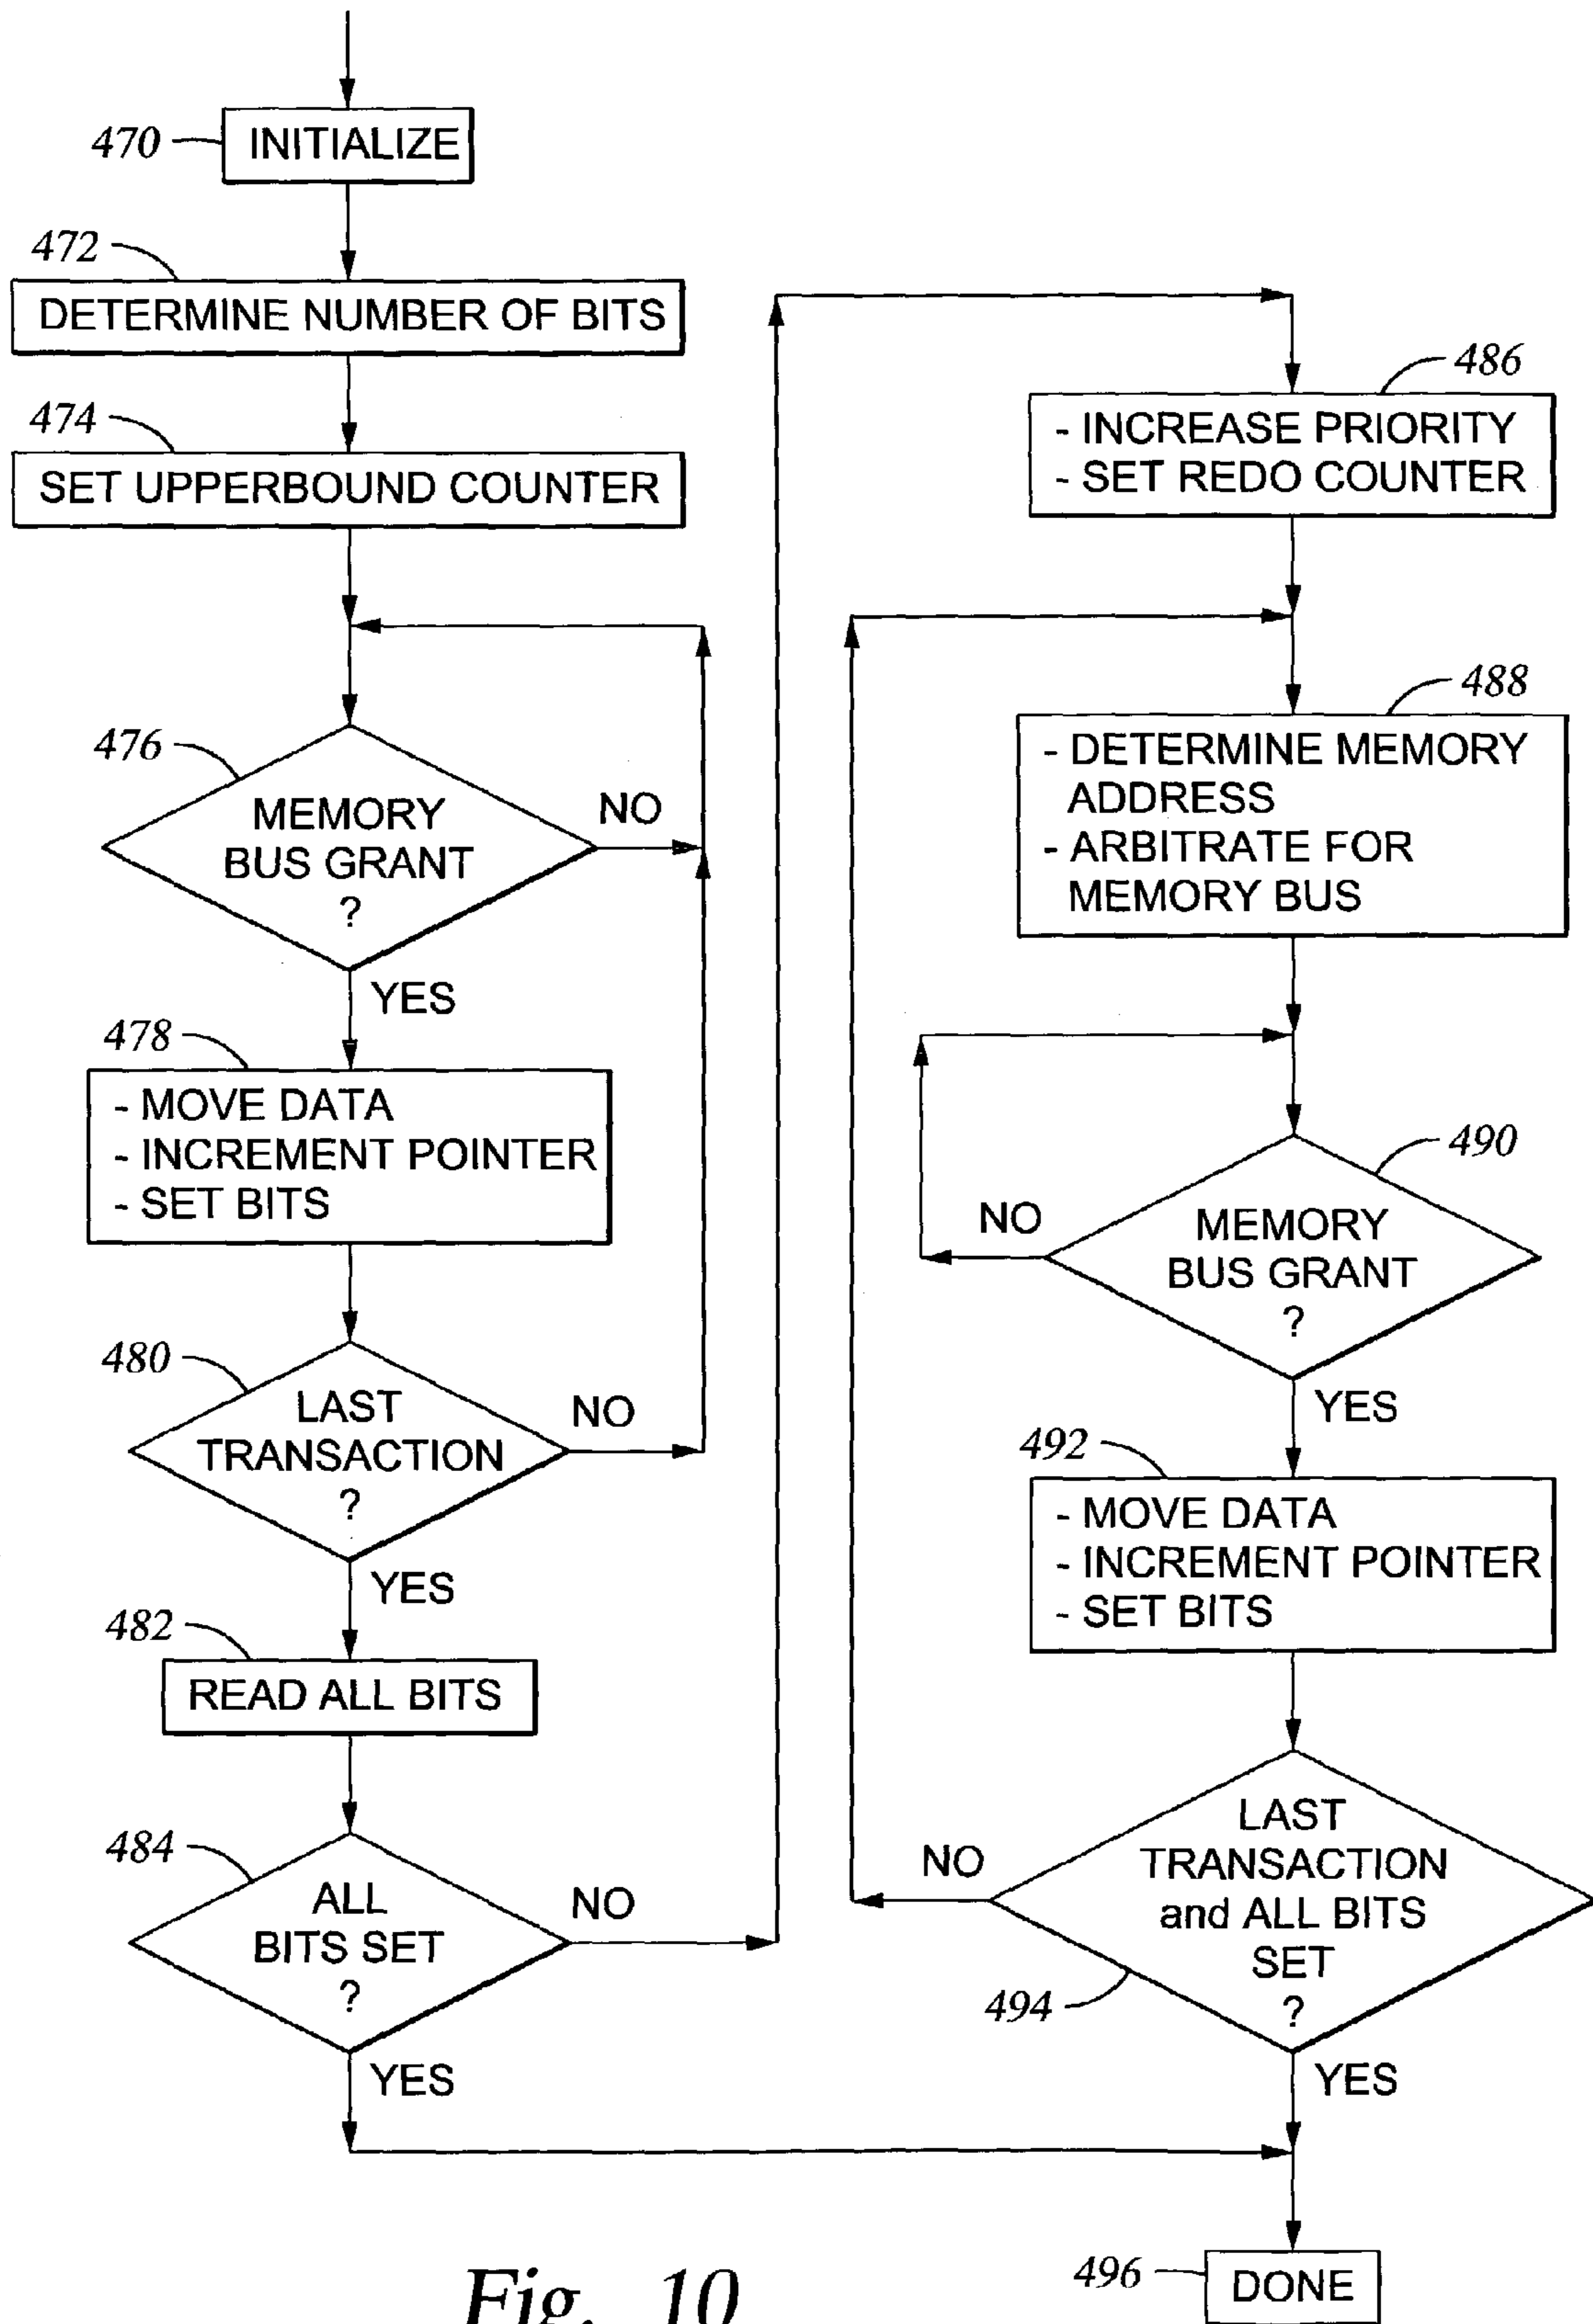 470
INITIALIZE
472
DETERMINE NUMBER OF BITS
474
SET UPPERBOUND COUNTER
476
MEMORY
BUS GRANT
?
NO
YES
478
- MOVE DATA
- INCREMENT POINTER
- SET BITS
480
LAST
TRANSACTION
?
NO
YES
482
READ ALL BITS
484
ALL
BITS SET
?
NO
YES
486
- INCREASE PRIORITY
- SET REDO COUNTER
488
- DETERMINE MEMORY
ADDRESS
- ARBITRATE FOR
MEMORY BUS
490
MEMORY
BUS GRANT
?
NO
YES
492
- MOVE DATA
- INCREMENT POINTER
- SET BITS
LAST
TRANSACTION
and ALL BITS
SET
?
NO
494
YES
496
DONE
Fig. 10